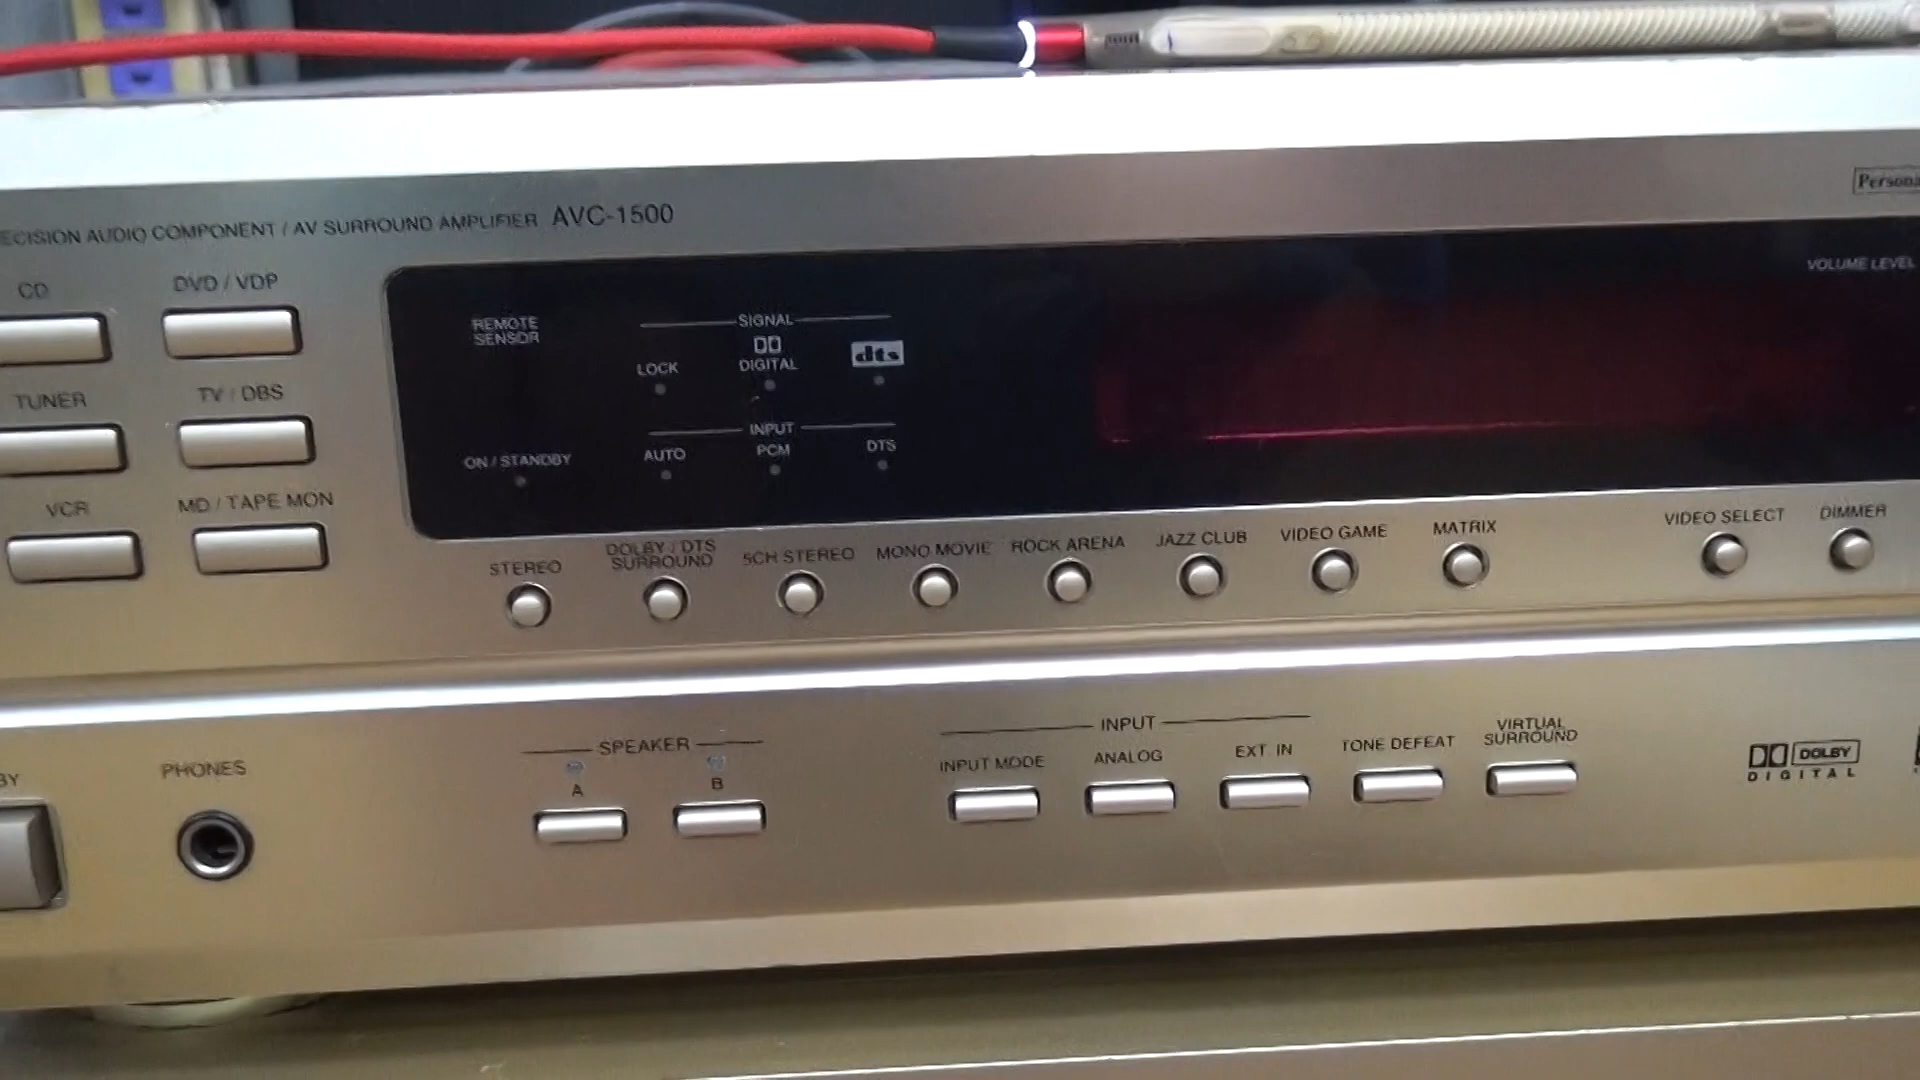 ECISION AUDIO COMPONENT / AV SURROUND AMPLIFIER AVC-1500
Persona
CD
DVD / VDP
TUNER
TV / DBS
VCR
MD / TAPE MON
REMOTE
SENSOR
SIGNAL
LOCK
DIGITAL
dts
ON / STANDBY
INPUT
AUTO
PCM
DTS
VOLUME LEVEL
STEREO
DOLBY / DTS
SURROUND
5CH STEREO
MONO MOVIE
ROCK ARENA
JAZZ CLUB
VIDEO GAME
MATRIX
VIDEO SELECT
DIMMER
BY
PHONES
SPEAKER
A
B
INPUT
INPUT MODE
ANALOG
EXT. IN
TONE DEFEAT
VIRTUAL
SURROUND
DOLBY
DIGITAL